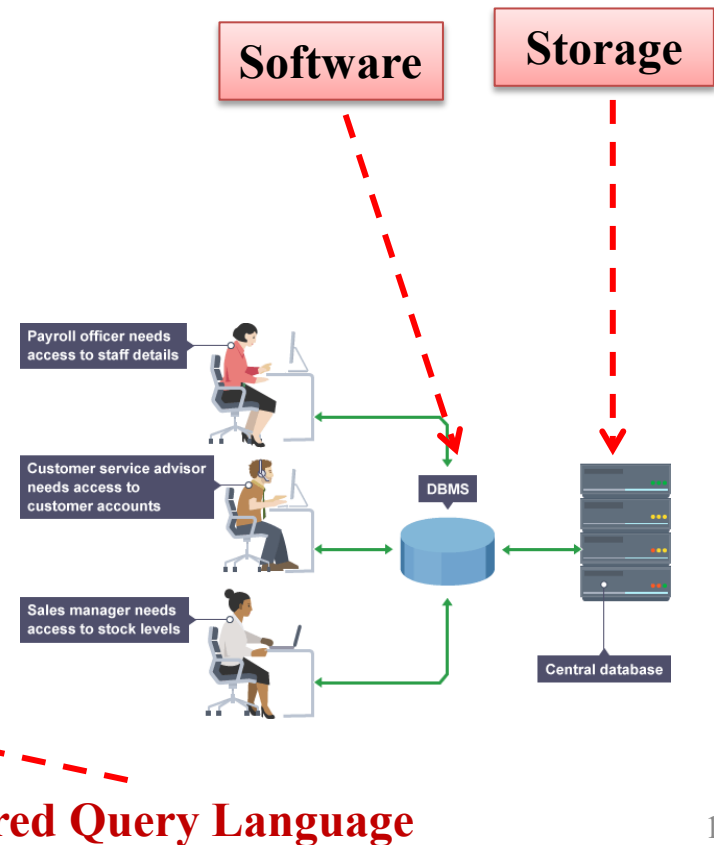 Software
Storage
Payroll officer needs
access to staff details
Customer service advisor
needs access to
customer accounts
DBMS
Sales manager needs
access to stock levels
Central database
red Query Language
1